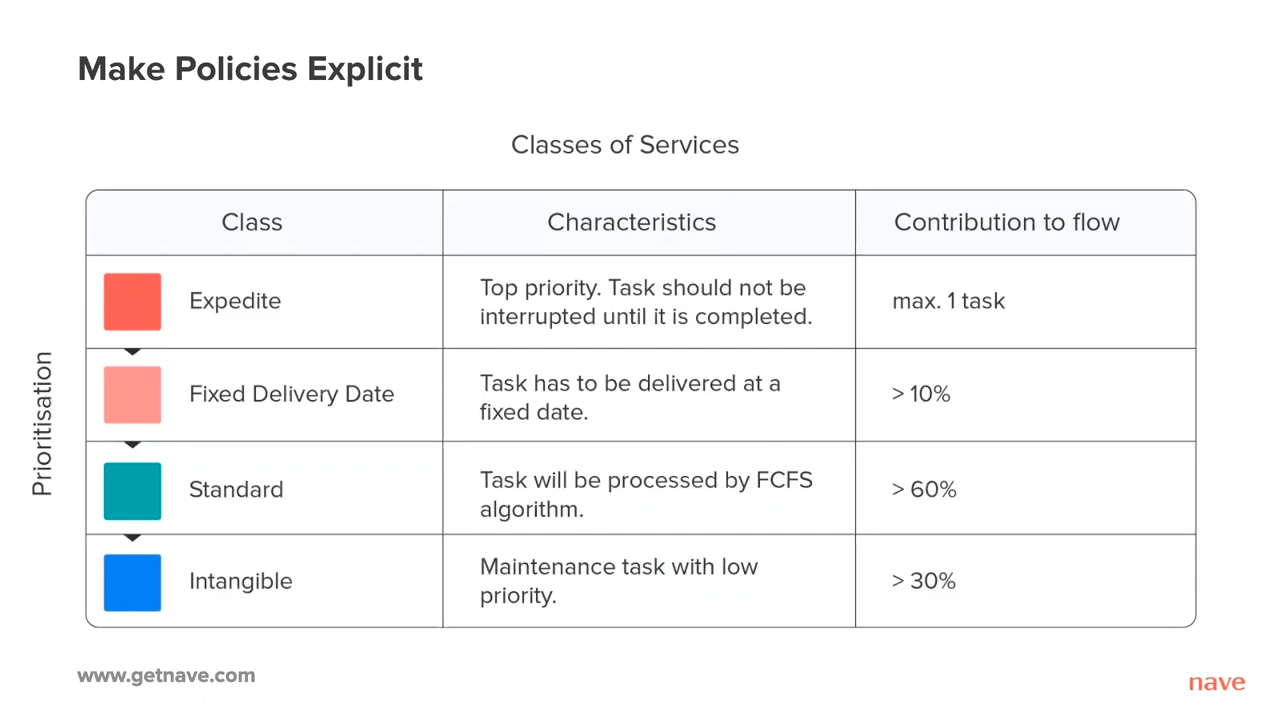 Make Policies Explicit
Classes of Services
Class
Characteristics
Contribution to flow
Prioritisation
Expedite
Top priority. Task should not be
interrupted until it is completed.
max. 1 task
Fixed Delivery Date
Task has to be delivered at a
fixed date.
> 10%
Standard
Task will be processed by FCFS
algorithm.
> 60%
Intangible
Maintenance task with low
priority.
> 30%
www.getnave.com
nave